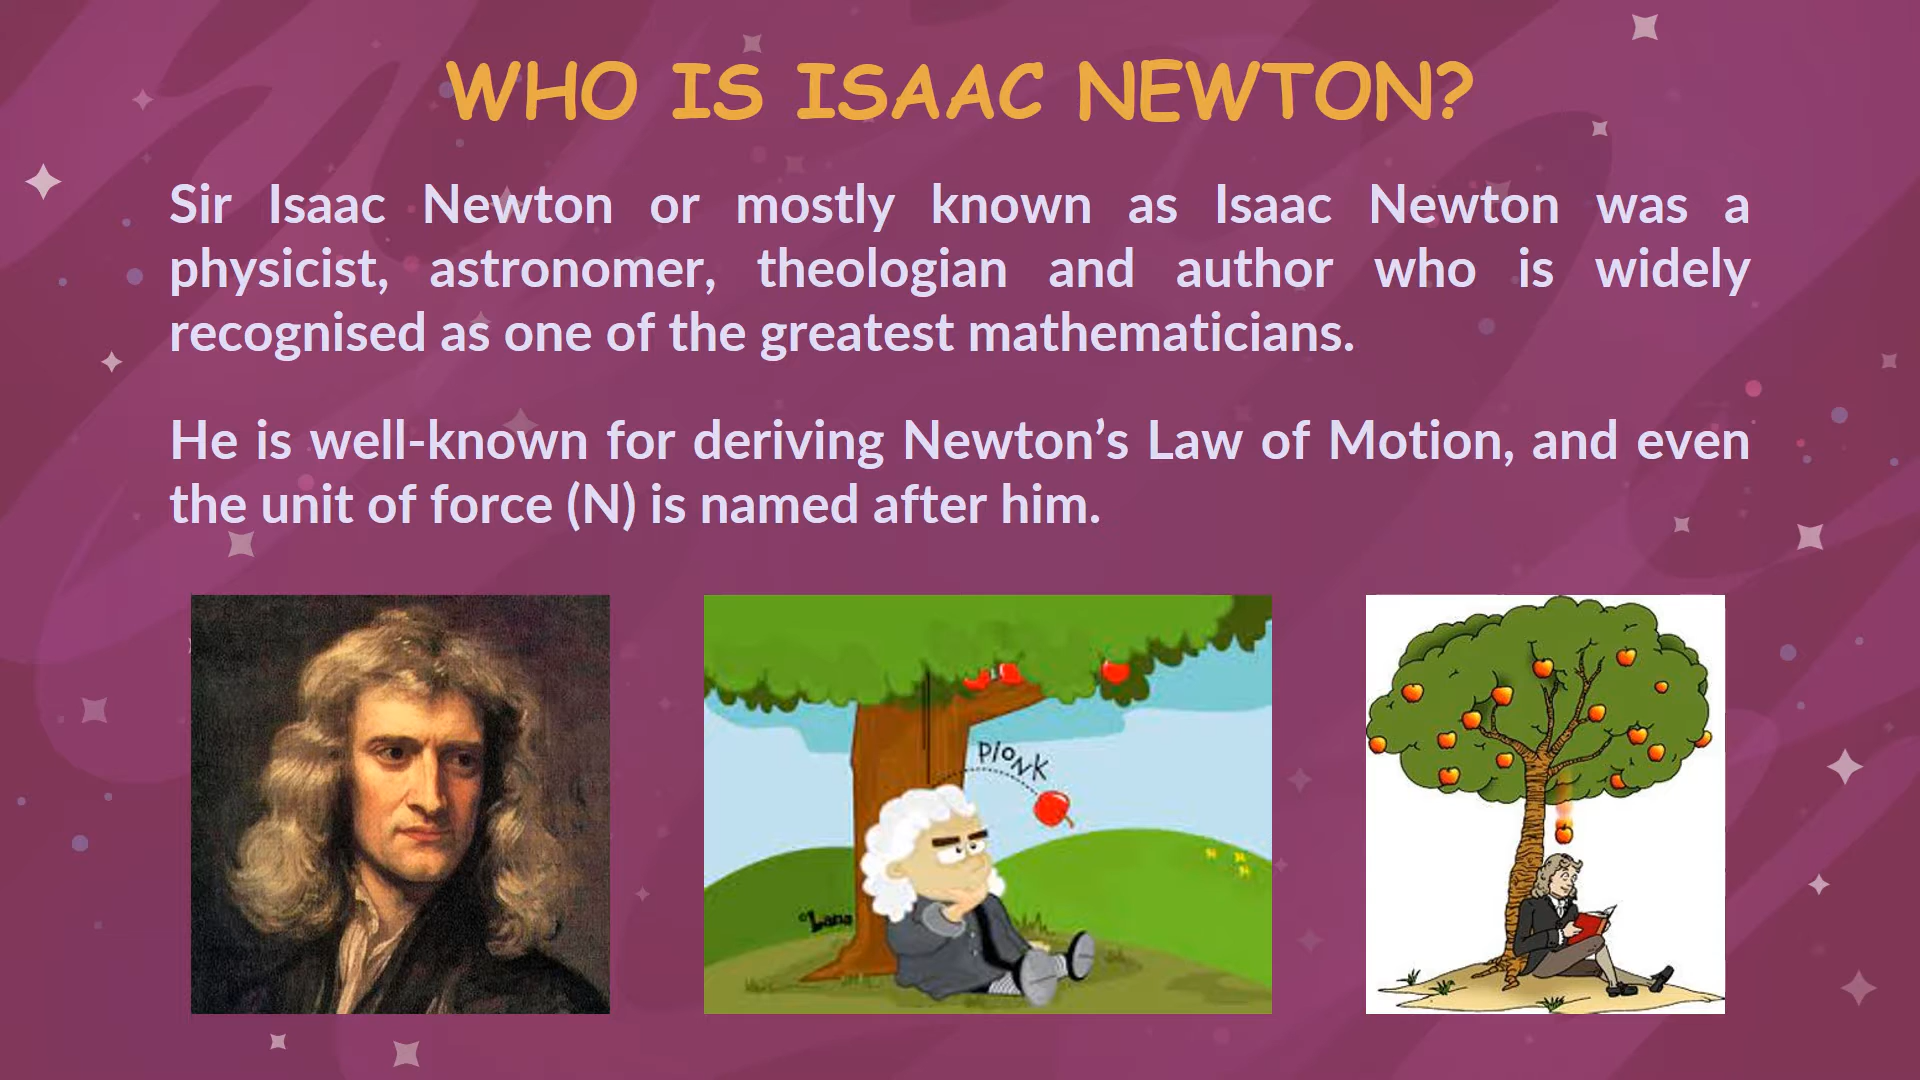 WHO IS ISAAC NEWTON?
Sir Isaac Newton or mostly known as Isaac Newton was a
physicist, astronomer, theologian and author who is widely
recognised as one of the greatest mathematicians.
He is well-known for deriving Newton’s Law of Motion, and even
the unit of force (N) is named after him.
PlONK
©Lana